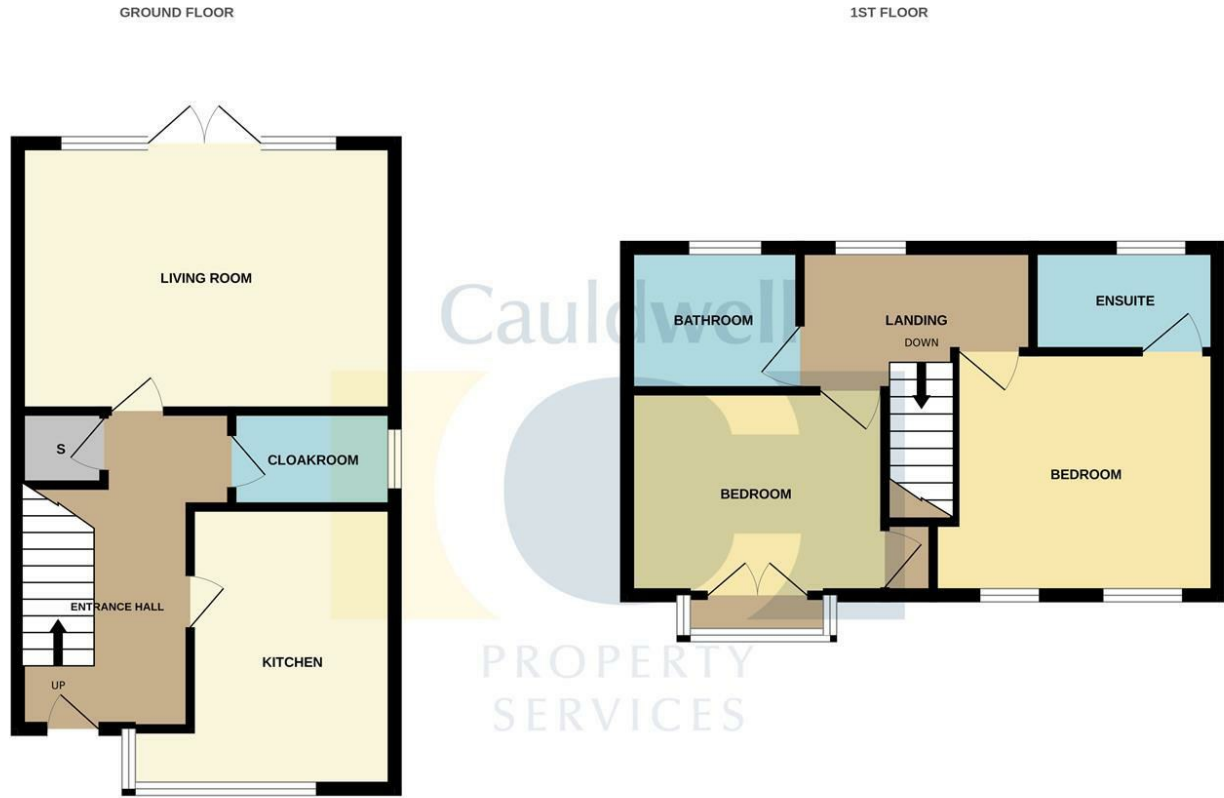 GROUND FLOOR
LIVING ROOM
S
CLOAKROOM
ENTRANCE HALL
KITCHEN
UP
1ST FLOOR
BATHROOM
LANDING
DOWN
ENSUITE
BEDROOM
BEDROOM
Cauldwell
PROPERTY
SERVICES